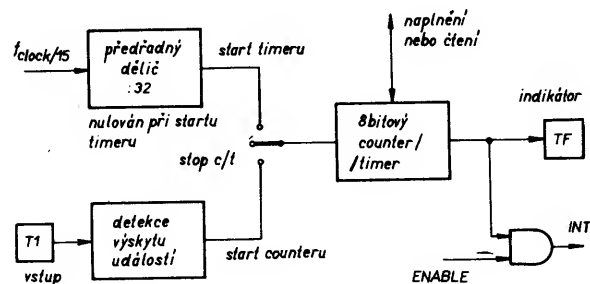 f clock/15
předřadný
dělič
:32
nulován při startu
timeru
start timeru
stop c/t
naplnění
nebo čtení
8bitový
counter/
/timer
indikátor
TF
T1
vstup
detekce
výskytu
událostí
start counteru
ENABLE
INT